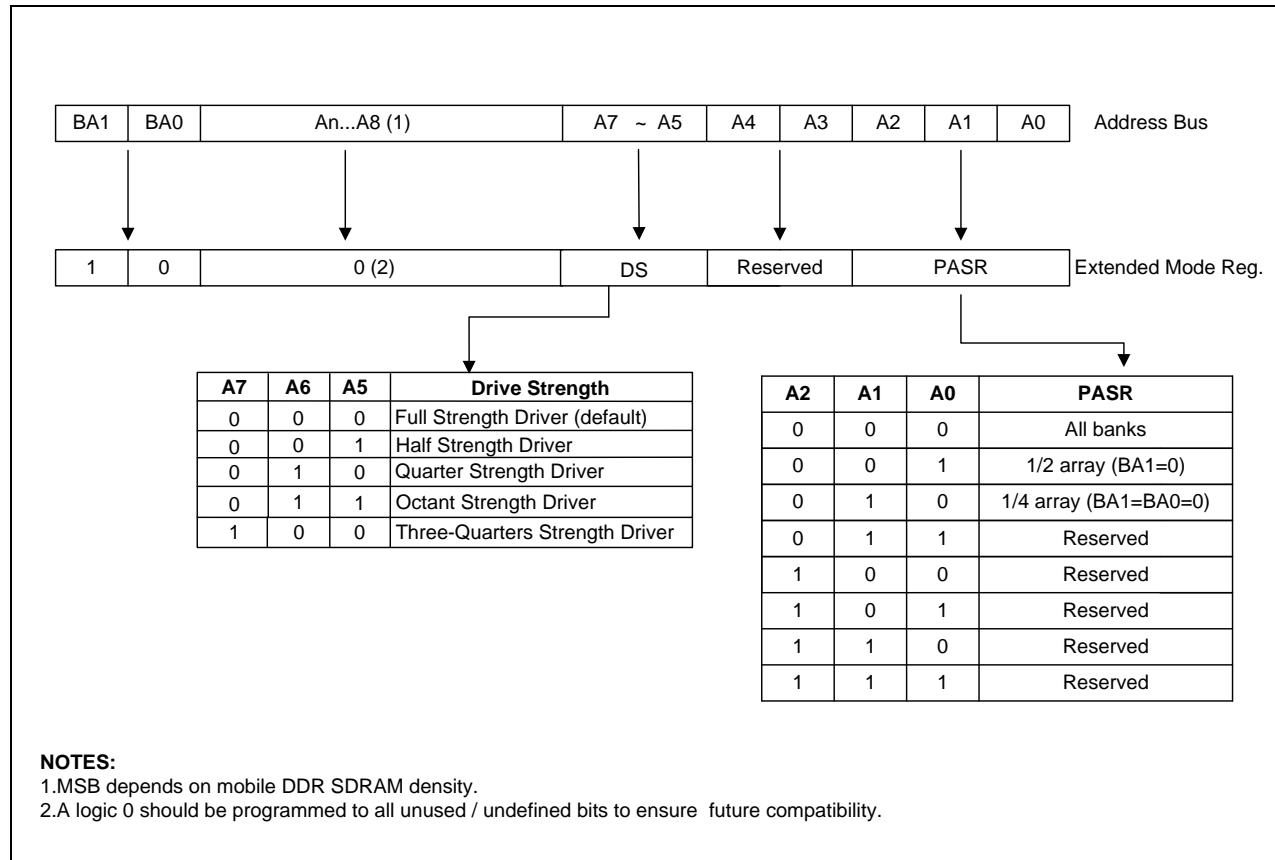 BA1 BA0 An...A8 (1) A7 ~ A5 A4 A3 A2 A1 A0 Address Bus
1 0 0 (2) DS Reserved PASR Extended Mode Reg.
A7 A6 A5 Drive Strength
0 0 0 Full Strength Driver (default)
0 0 1 Half Strength Driver
0 1 0 Quarter Strength Driver
0 1 1 Octant Strength Driver
1 0 0 Three-Quarters Strength Driver
A2 A1 A0 PASR
0 0 0 All banks
0 0 1 1/2 array (BA1=0)
0 1 0 1/4 array (BA1=BA0=0)
0 1 1 Reserved
1 0 0 Reserved
1 0 1 Reserved
1 1 0 Reserved
1 1 1 Reserved
NOTES:
1.MSB depends on mobile DDR SDRAM density.
2.A logic 0 should be programmed to all unused / undefined bits to ensure future compatibility.